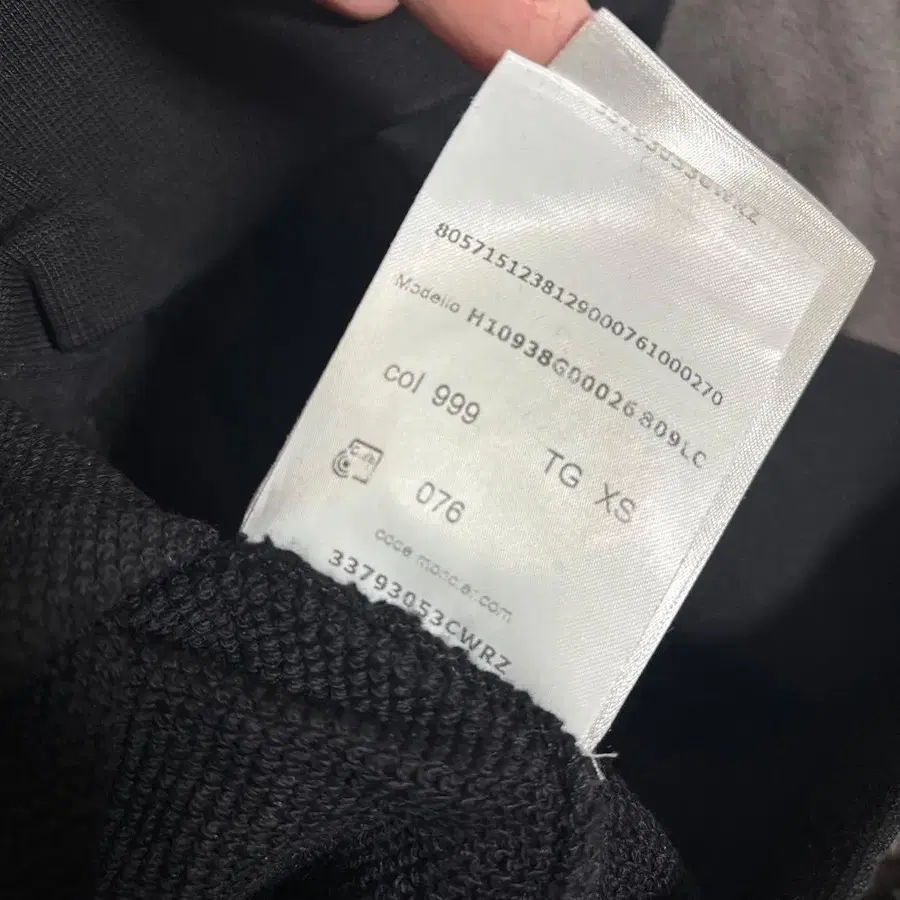 8057151238129000761000270
Modello H10938G00026 809LC
col 999
TG XS
076
33793053CWRZ